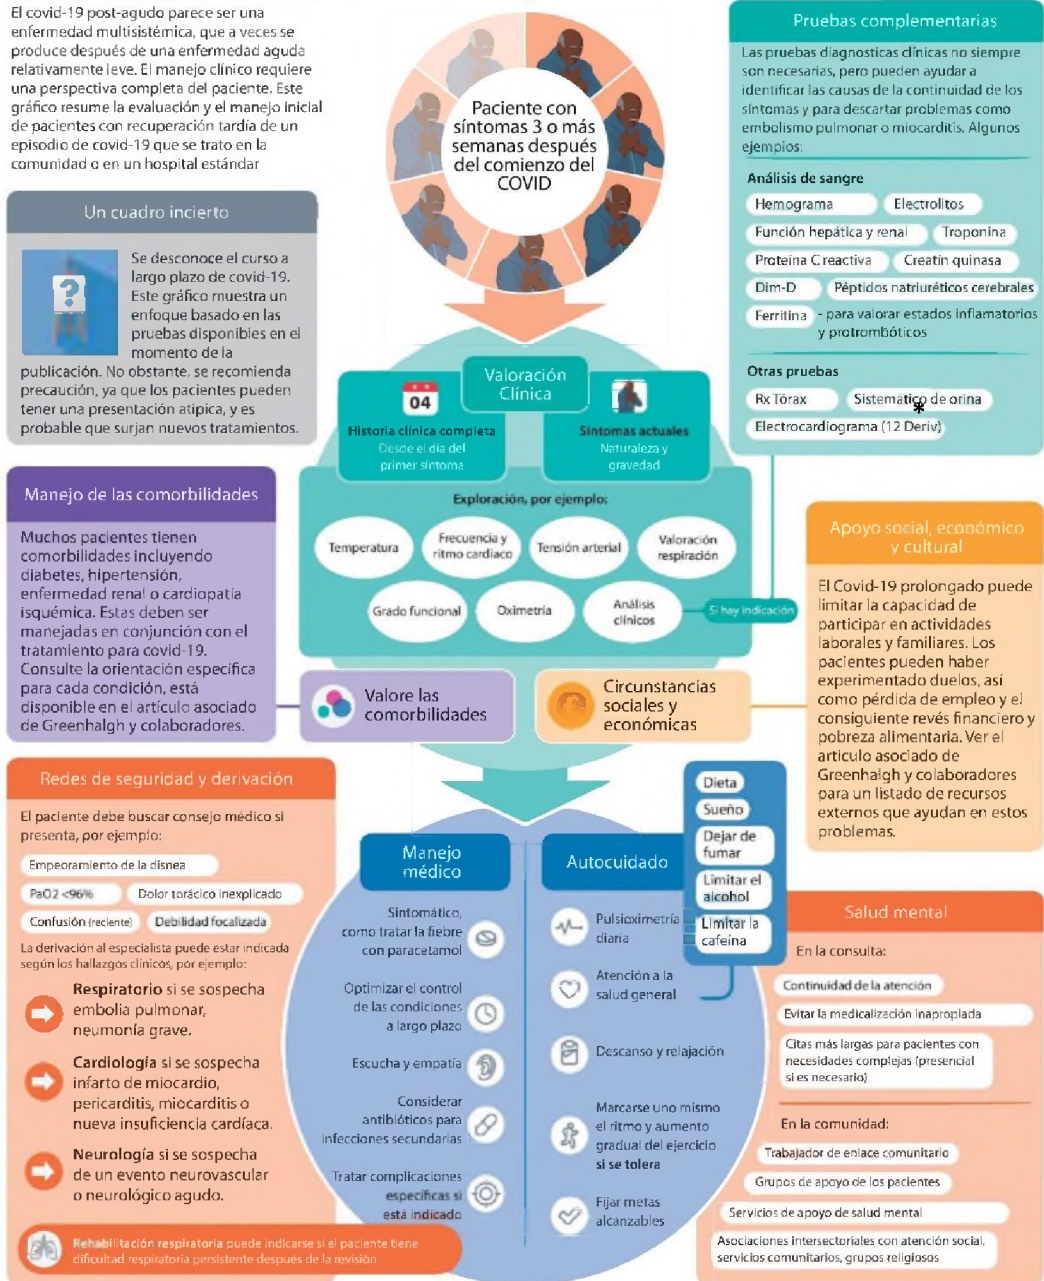 El covid-19 post-agudo parece ser una
enfermedad multisistémica, que a veces se
produce después de una enfermedad aguda
relativamente leve. El manejo clínico requiere
una perspectiva completa del paciente. Este
gráfico resume la evaluación y el manejo inicial
de pacientes con recuperación tardía de un
episodio de covid-19 que se trato en la
comunidad o en un hospital estándar
Paciente con
síntomas 3 o más
semanas después
del comienzo del
COVID
Pruebas complementarias
Las pruebas diagnosticas clínicas no siempre
son necesarias, pero pueden ayudar a
identificar las causas de la continuidad de los
síntomas y para descartar problemas como
embolismo pulmonar o miocarditis. Algunos
ejemplos:
Análisis de sangre
Hemograma
Electrolitos
Función hepática y renal
Troponina
Proteína C reactiva
Creatín quinasa
Dim-D
Péptidos natriuréticos cerebrales
Ferritina - para valorar estados inflamatorios
y protrombóticos
Otras pruebas
Rx Tórax
Sistemático de orina
*
Electrocardiograma (12 Deriv)
Un cuadro incierto
?
Se desconoce el curso a
largo plazo de covid-19.
Este gráfico muestra un
enfoque basado en las
pruebas disponibles en el
momento de la
publicación. No obstante, se recomienda
precaución, ya que los pacientes pueden
tener una presentación atípica, y es
probable que surjan nuevos tratamientos.
Valoración
Clínica
04
Historia clínica completa
Desde el día del
primer síntoma
Síntomas actuales
Naturaleza y
gravedad
Exploración, por ejemplo:
Temperatura
Frecuencia y
ritmo cardiaco
Tensión arterial
Valoración
respiración
Grado funcional
Oximetría
Análisis
clínicos
Si hay indicación
Manejo de las comorbilidades
Muchos pacientes tienen
comorbilidades incluyendo
diabetes, hipertensión,
enfermedad renal o cardiopatía
isquémica. Estas deben ser
manejadas en conjunción con el
tratamiento para covid-19.
Consulte la orientación específica
para cada condición, está
disponible en el artículo asociado
de Greenhalgh y colaboradores.
Valore las
comorbilidades
Circunstancias
sociales y
económicas
Apoyo social, económico
y cultural
El Covid-19 prolongado puede
limitar la capacidad de
participar en actividades
laborales y familiares. Los
pacientes pueden haber
experimentado duelos, así
como pérdida de empleo y el
consiguiente revés financiero y
pobreza alimentaria. Ver el
articulo asociado de
Greenhalgh y colaboradores
para un listado de recursos
externos que ayudan en estos
problemas.
Redes de seguridad y derivación
El paciente debe buscar consejo médico si
presenta, por ejemplo:
Empeoramiento de la disnea
PaO2 <96%
Dolor torácico inexplicado
Confusión (reciente)
Debilidad focalizada
La derivación al especialista puede estar indicada
según los hallazgos clínicos, por ejemplo:
Respiratorio si se sospecha
embolia pulmonar,
neumonía grave.
Cardiología si se sospecha
infarto de miocardio,
pericarditis, miocarditis o
nueva insuficiencia cardíaca.
Neurología si se sospecha
de un evento neurovascular
o neurológico agudo.
Rehabilitación respiratoria puede indicarse si el paciente tiene
dificultad respiratoria persistente después de la revisión
Manejo
médico
Sintomático,
como tratar la fiebre
con paracetamol
Optimizar el control
de las condiciones
a largo plazo
Escucha y empatía
Considerar
antibióticos para
infecciones secundarias
Tratar complicaciones
específicas si
está indicado
Autocuidado
Pulsioximetría
diaria
Atención a la
salud general
Descanso y relajación
Marcarse uno mismo
el ritmo y aumento
gradual del ejercicio
si se tolera
Fijar metas
alcanzables
Dieta
Sueño
Dejar de
fumar
Limitar el
alcohol
Limitar la
cafeína
Salud mental
En la consulta:
Continuidad de la atención
Evitar la medicalización inapropiada
Citas más largas para pacientes con
necesidades complejas (presencial
si es necesario)
En la comunidad:
Trabajador de enlace comunitario
Grupos de apoyo de los pacientes
Servicios de apoyo de salud mental
Asociaciones intersectoriales con atención social,
servicios comunitarios, grupos religiosos